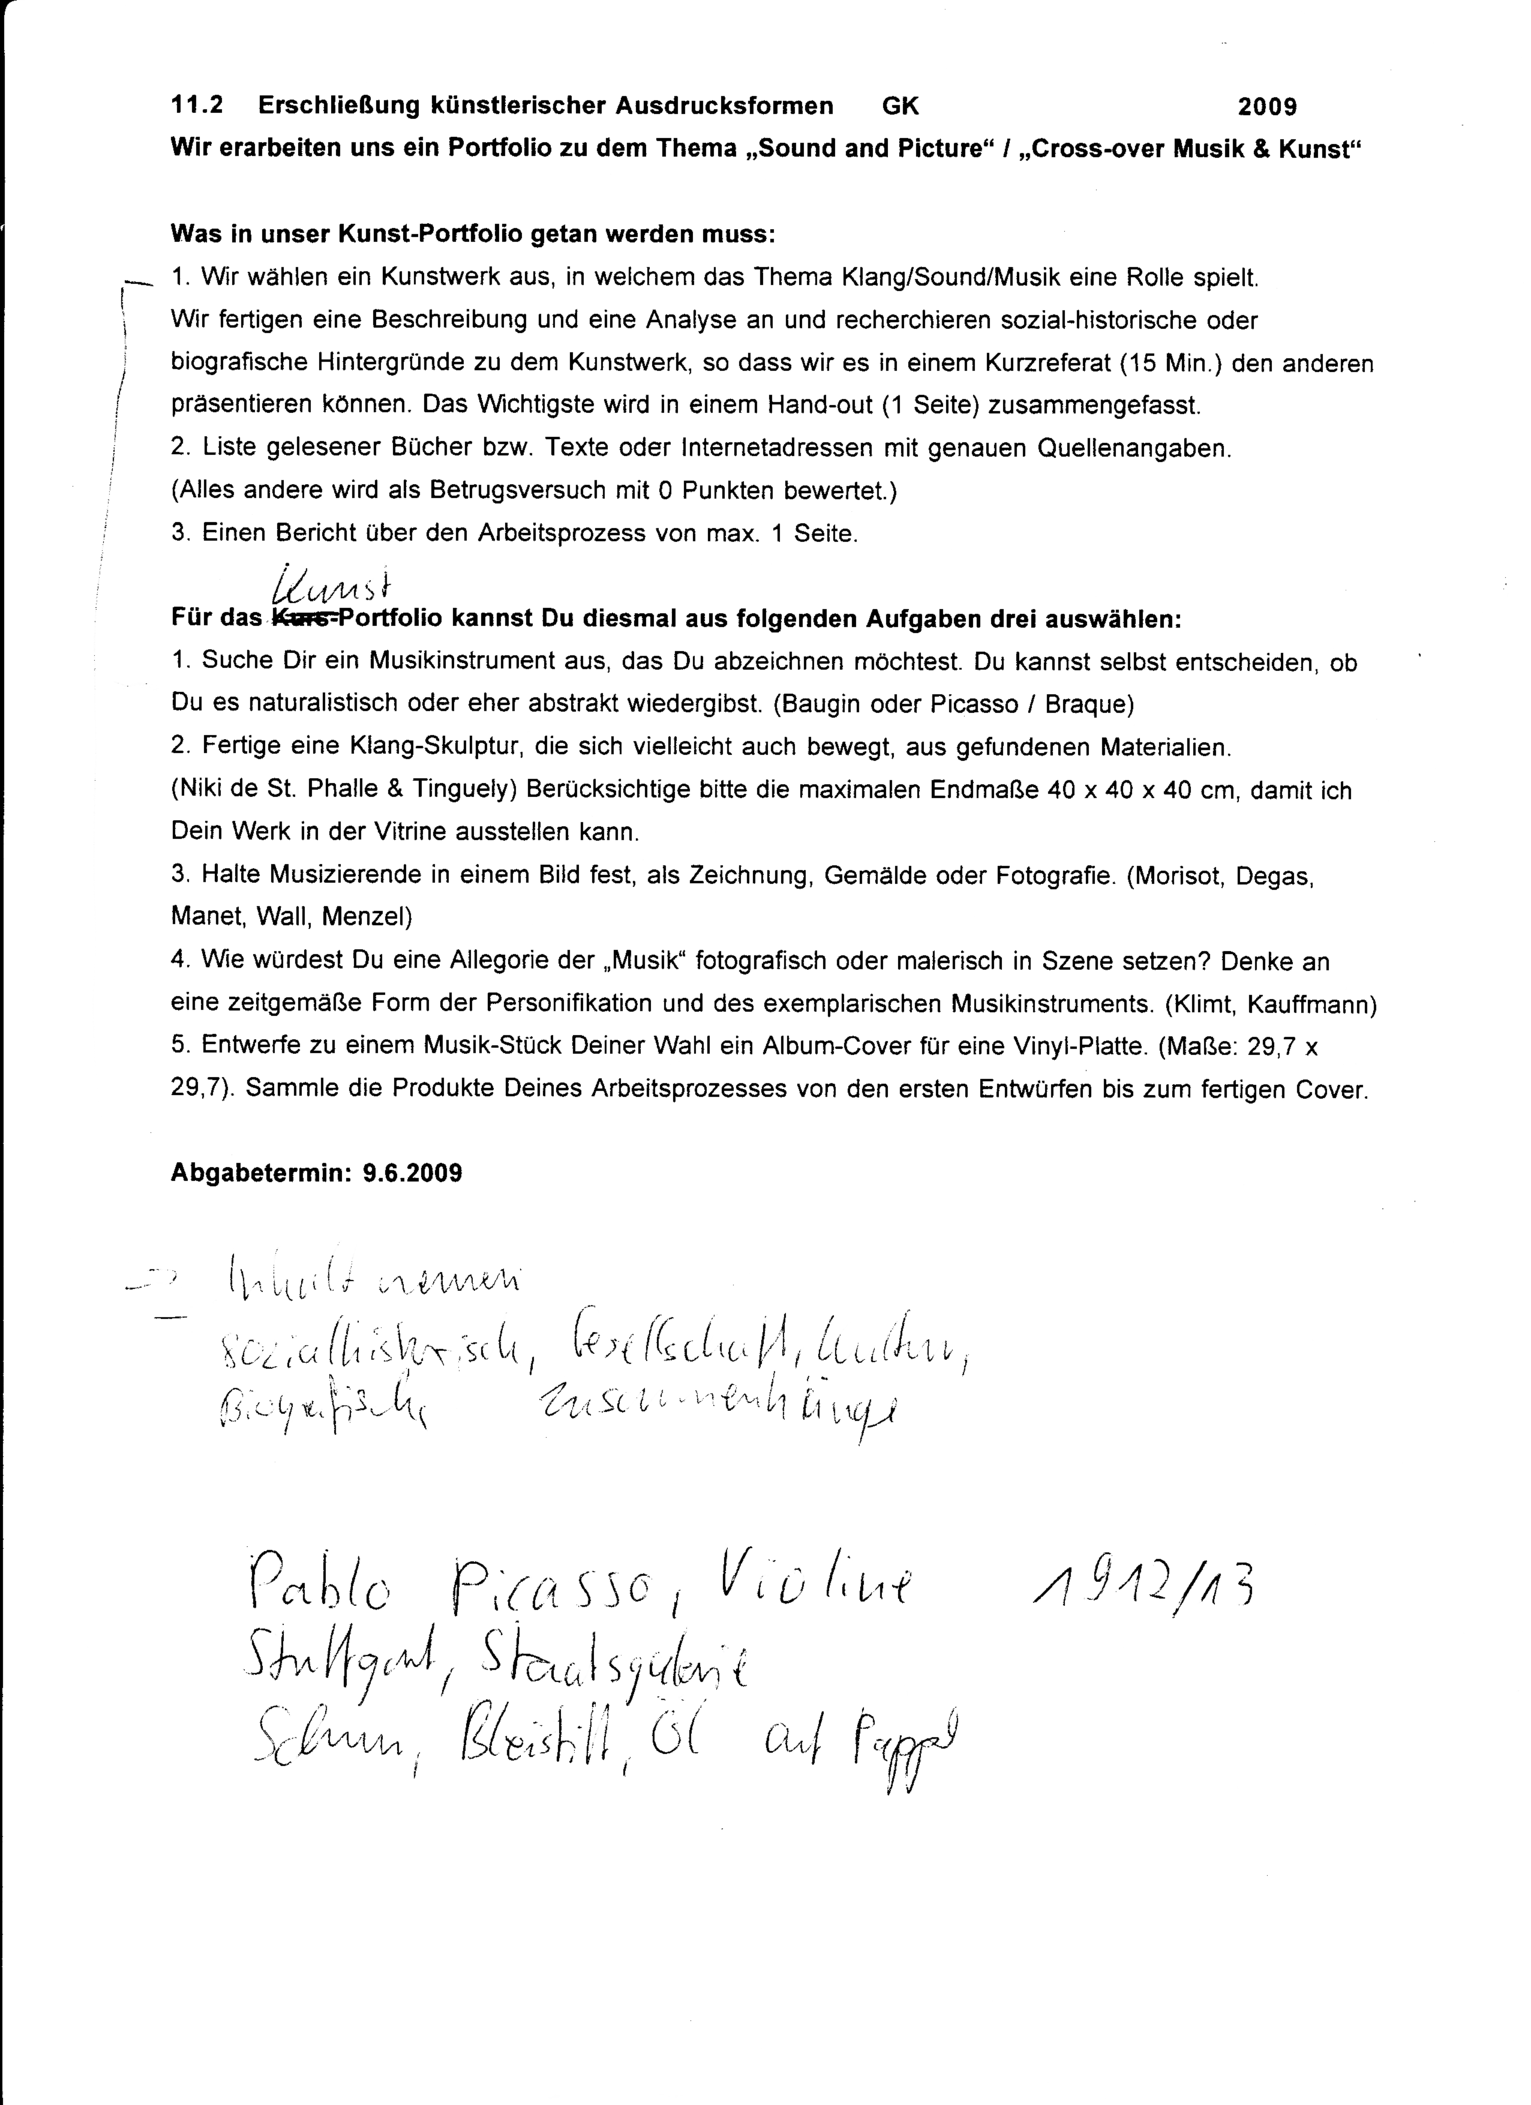 11.2 Erschließung künstlerischer Ausdrucksformen GK 2009
Wir erarbeiten uns ein Portfolio zu dem Thema „Sound and Picture“ / „Cross-over Musik & Kunst“
Was in unser Kunst-Portfolio getan werden muss:
1. Wir wählen ein Kunstwerk aus, in welchem das Thema Klang/Sound/Musik eine Rolle spielt.
Wir fertigen eine Beschreibung und eine Analyse an und recherchieren sozial-historische oder
biografische Hintergründe zu dem Kunstwerk, so dass wir es in einem Kurzreferat (15 Min.) den anderen
präsentieren können. Das Wichtigste wird in einem Hand-out (1 Seite) zusammengefasst.
2. Liste gelesener Bücher bzw. Texte oder Internetadressen mit genauen Quellenangaben.
(Alles andere wird als Betrugsversuch mit 0 Punkten bewertet.)
3. Einen Bericht über den Arbeitsprozess von max. 1 Seite.
Kunst
Für das Kurs-Portfolio kannst Du diesmal aus folgenden Aufgaben drei auswählen:
1. Suche Dir ein Musikinstrument aus, das Du abzeichnen möchtest. Du kannst selbst entscheiden, ob
Du es naturalistisch oder eher abstrakt wiedergibst. (Baugin oder Picasso / Braque)
2. Fertige eine Klang-Skulptur, die sich vielleicht auch bewegt, aus gefundenen Materialien.
(Niki de St. Phalle & Tinguely) Berücksichtige bitte die maximalen Endmaße 40 x 40 x 40 cm, damit ich
Dein Werk in der Vitrine ausstellen kann.
3. Halte Musizierende in einem Bild fest, als Zeichnung, Gemälde oder Fotografie. (Morisot, Degas,
Manet, Wall, Menzel)
4. Wie würdest Du eine Allegorie der „Musik“ fotografisch oder malerisch in Szene setzen? Denke an
eine zeitgemäße Form der Personifikation und des exemplarischen Musikinstruments. (Klimt, Kauffmann)
5. Entwerfe zu einem Musik-Stück Deiner Wahl ein Album-Cover für eine Vinyl-Platte. (Maße: 29,7 x
29,7). Sammle die Produkte Deines Arbeitsprozesses von den ersten Entwürfen bis zum fertigen Cover.
Abgabetermin: 9.6.2009
Inhalt nennen
sozialhistorisch, Gesellschaft, Kultur,
Biografische Zusammenhänge
Pablo Picasso, Violine 1912/13
Stuttgart, Staatsgalerie
Bleistift, Öl auf Pappe